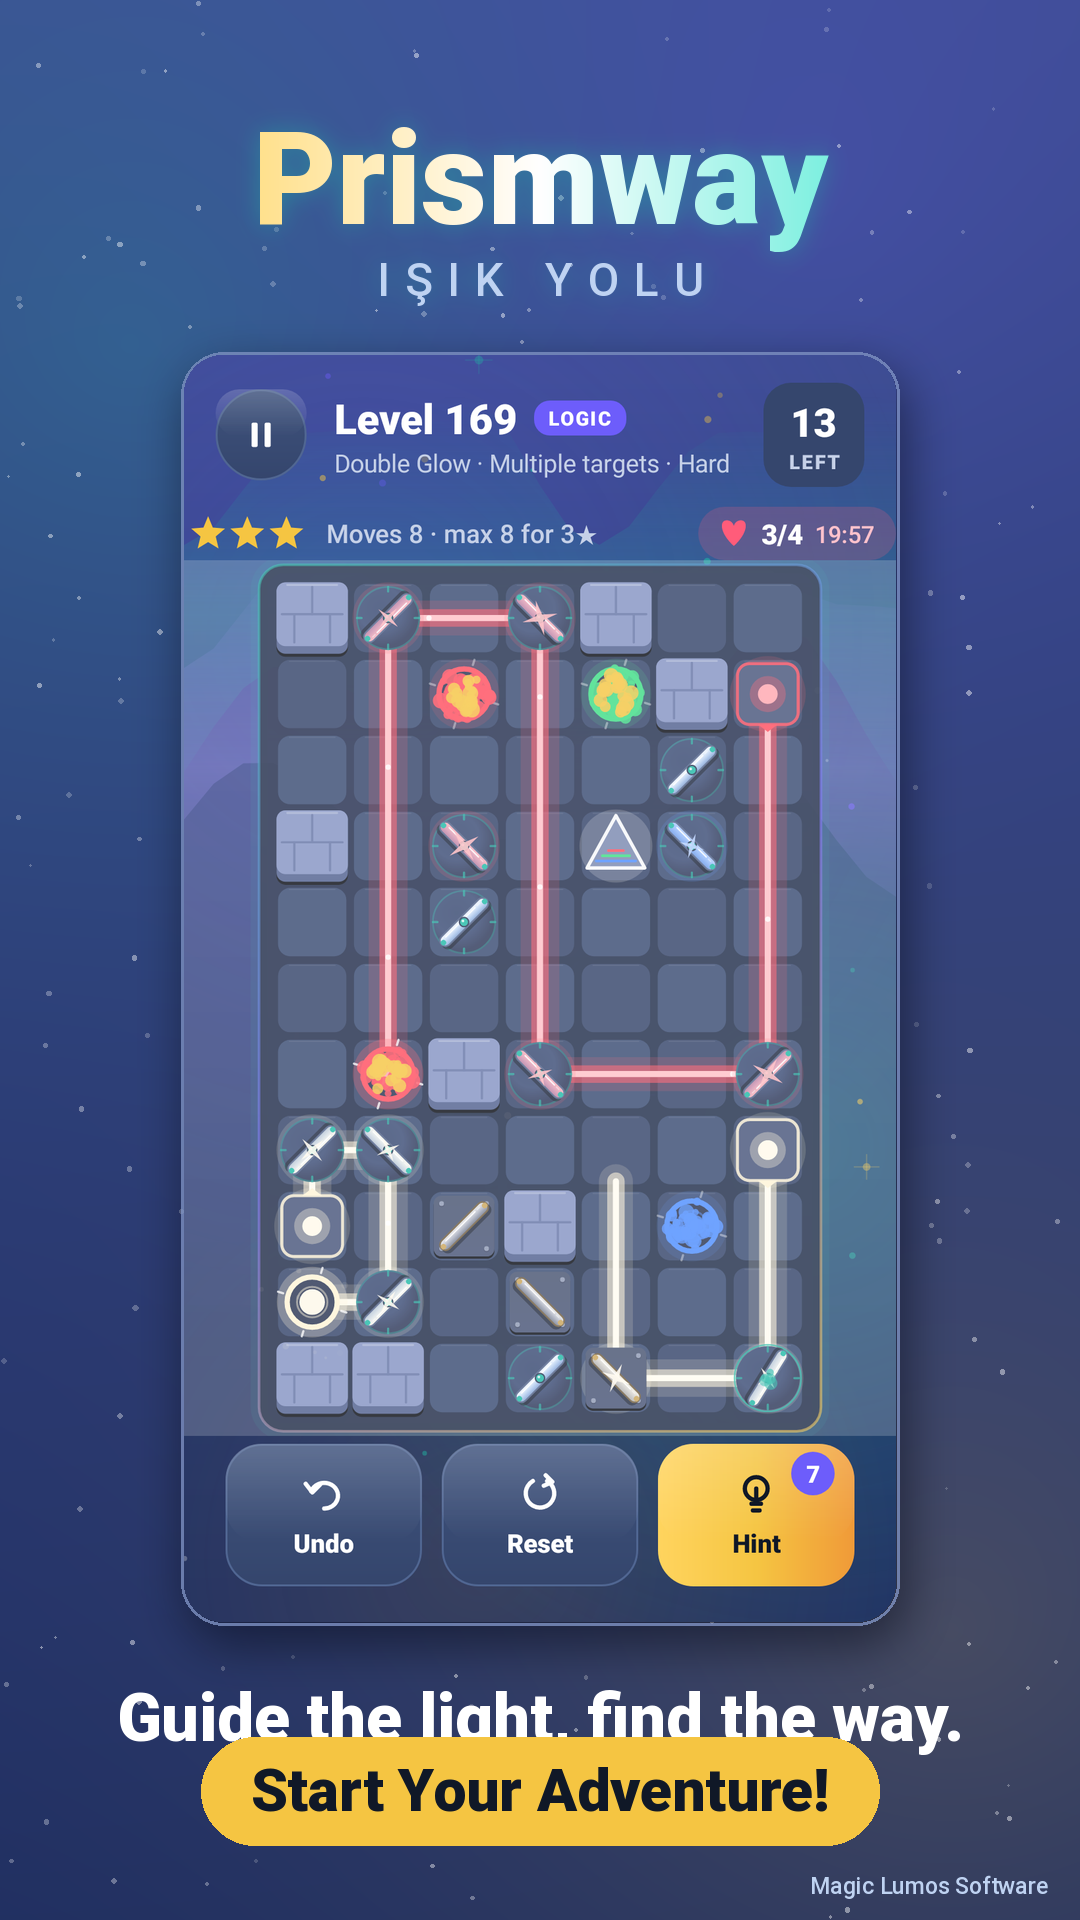 Prismway
IŞIK YOLU
Level 169 LOGIC
Double Glow · Multiple targets · Hard
13
LEFT
Moves 8 · max 8 for 3★
3/4 19:57
Undo
Reset
7
Hint
Guide the light, find the way.
Start Your Adventure!
Magic Lumos Software